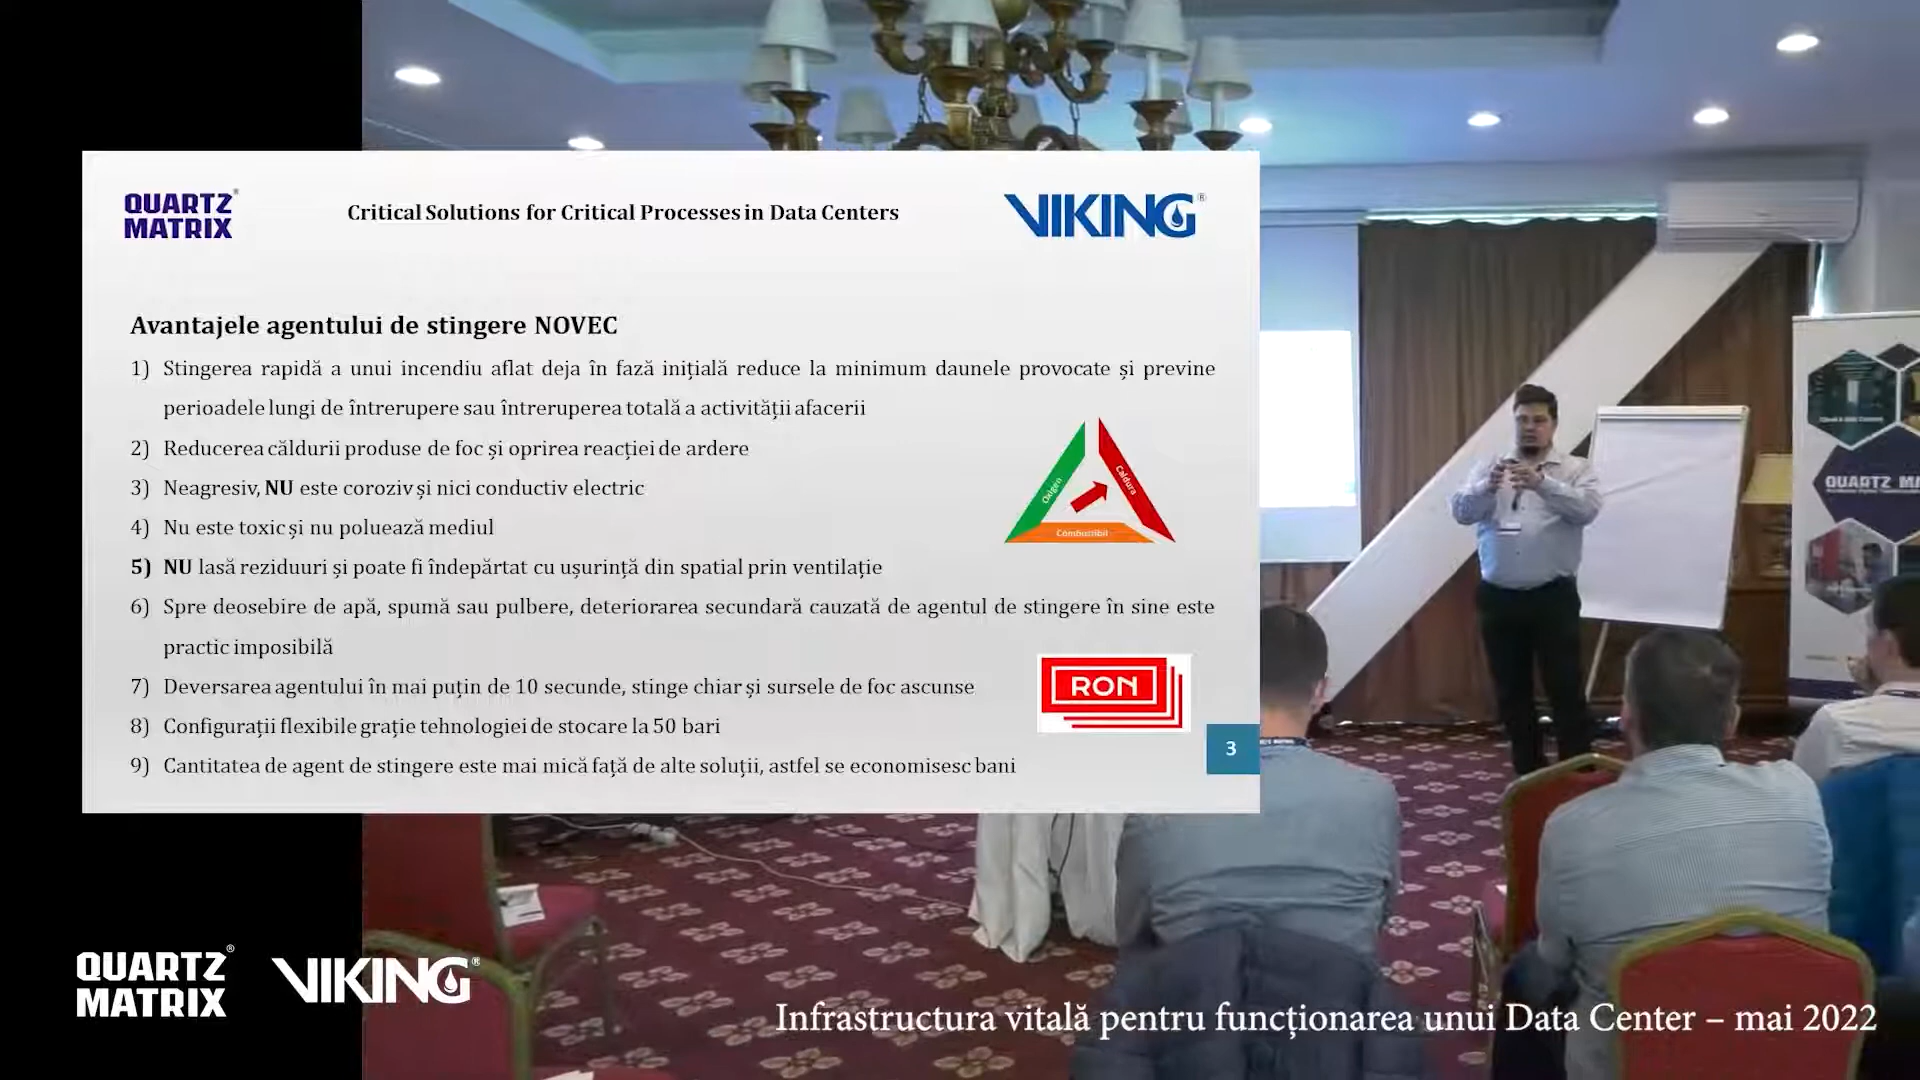 QUARTZ®
MATRIX
Critical Solutions for Critical Processes in Data Centers
VIKING®
Avantajele agentului de stingere NOVEC
1) Stingerea rapidă a unui incendiu aflat deja în fază inițială reduce la minimum daunele provocate și previne
perioadele lungi de întrerupere sau întreruperea totală a activității afacerii
2) Reducerea căldurii produse de foc și oprirea reacției de ardere
3) Neagresiv, NU este coroziv și nici conductiv electric
4) Nu este toxic și nu poluează mediul
5) NU lasă reziduuri și poate fi îndepărtat cu ușurință din spatial prin ventilație
6) Spre deosebire de apă, spumă sau pulbere, deteriorarea secundară cauzată de agentul de stingere în sine este
practic imposibilă
7) Deversarea agentului în mai puțin de 10 secunde, stinge chiar și sursele de foc ascunse
8) Configurații flexibile grație tehnologiei de stocare la 50 bari
9) Cantitatea de agent de stingere este mai mică față de alte soluții, astfel se economisesc bani
Oxigen
Caldura
Combustibil
RON
3
QUARTZ MA
QUARTZ®
MATRIX
VIKING®
Infrastructura vitală pentru funcționarea unui Data Center – mai 2022